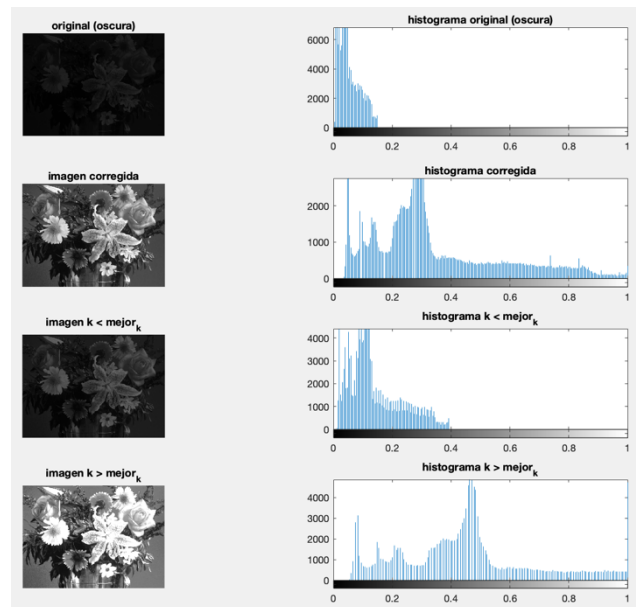 original (oscura)
histograma original (oscura)
6000
4000
2000
0
0 0.2 0.4 0.6 0.8 1
imagen corregida
histograma corregida
2000
1000
0
0 0.2 0.4 0.6 0.8 1
imagen k < mejor_k
histograma k < mejor_k
4000
3000
2000
1000
0
0 0.2 0.4 0.6 0.8 1
imagen k > mejor_k
histograma k > mejor_k
4000
3000
2000
1000
0
0 0.2 0.4 0.6 0.8 1